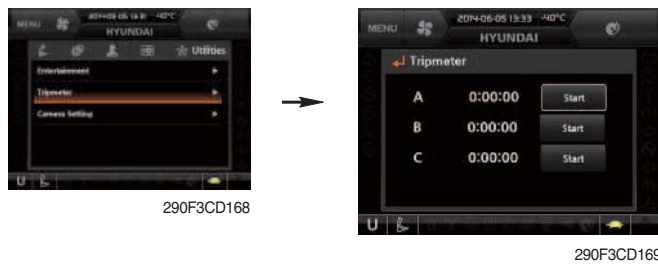 MENU
HYUNDAI
Utilities
Entertainment
Tripmeter
Camera Setting
U
290F3CD168
MENU 2014-06-05 13:33 -40°C
HYUNDAI
Tripmeter
A 0:00:00 Start
B 0:00:00 Start
C 0:00:00 Start
U
290F3CD169